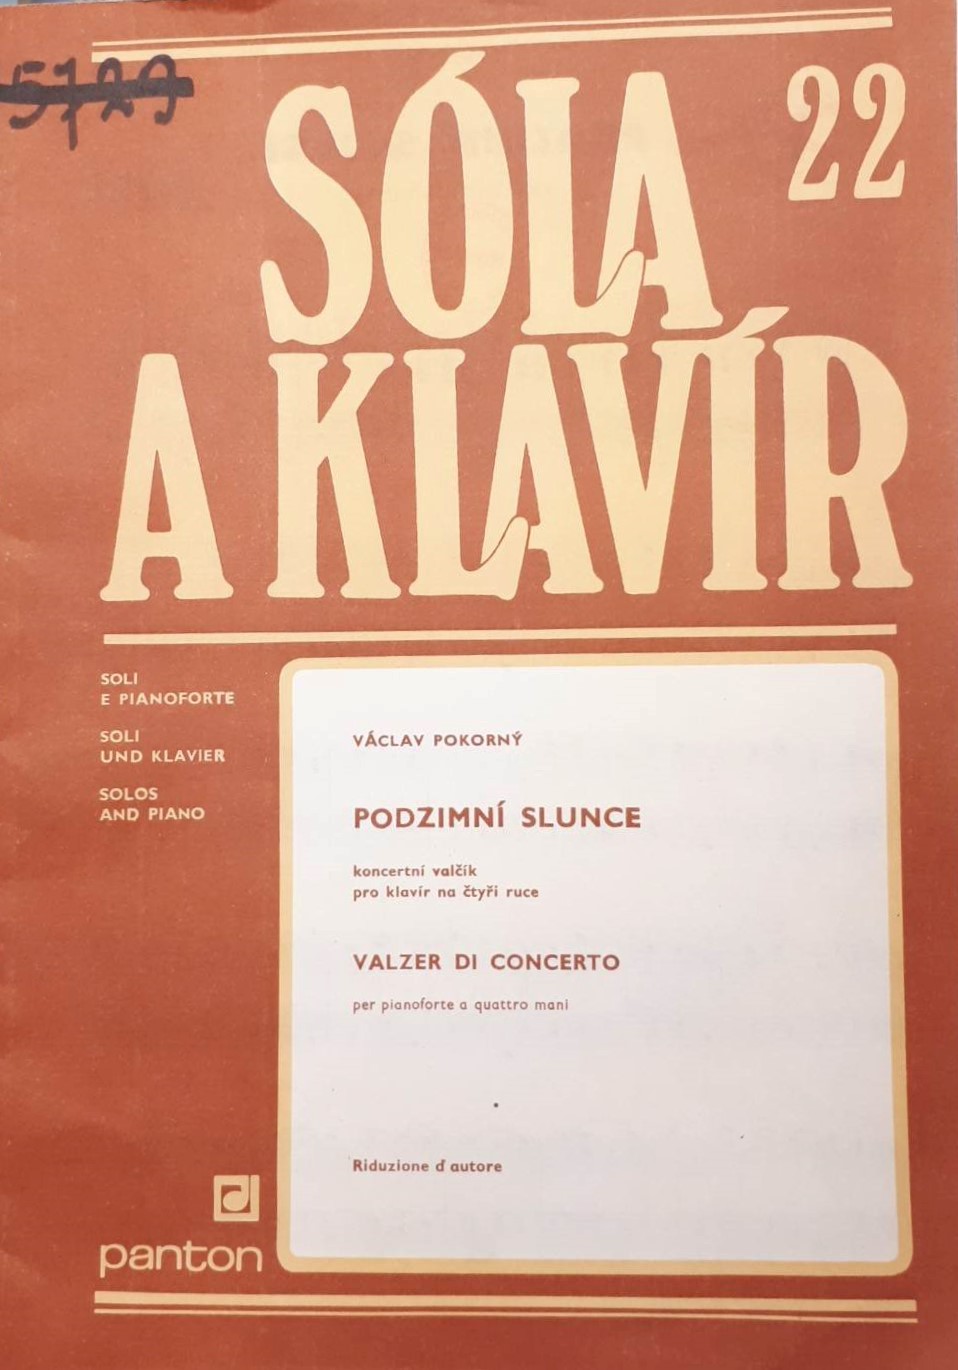 5729
SÓLA 22
A KLAVÍR
SOLI
E PIANOFORTE
SOLI
UND KLAVIER
SOLOS
AND PIANO
VÁCLAV POKORNÝ
PODZIMNÍ SLUNCE
koncertní valčík
pro klavír na čtyři ruce
VALZER DI CONCERTO
per pianoforte a quattro mani
Riduzione ď autore
panton